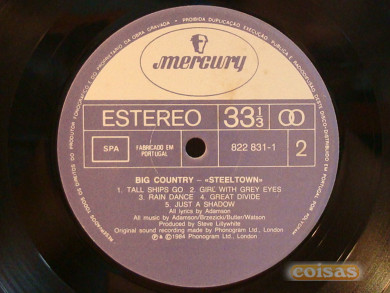 mercury
ESTEREO 33 1/3
SPA FABRICADO EM PORTUGAL 822 831-1 2
BIG COUNTRY – «STEELTOWN»
1. TALL SHIPS GO 2. GIRL WITH GREY EYES
3. RAIN DANCE 4. GREAT DIVIDE
5. JUST A SHADOW
All lyrics by Adamson
All music by Adamson/Brzezicki/Butler/Watson
Produced by Steve Lillywhite
Original sound recording made by Phonogram Ltd., London
Ⓟ & © 1984 Phonogram Ltd., London
coisas